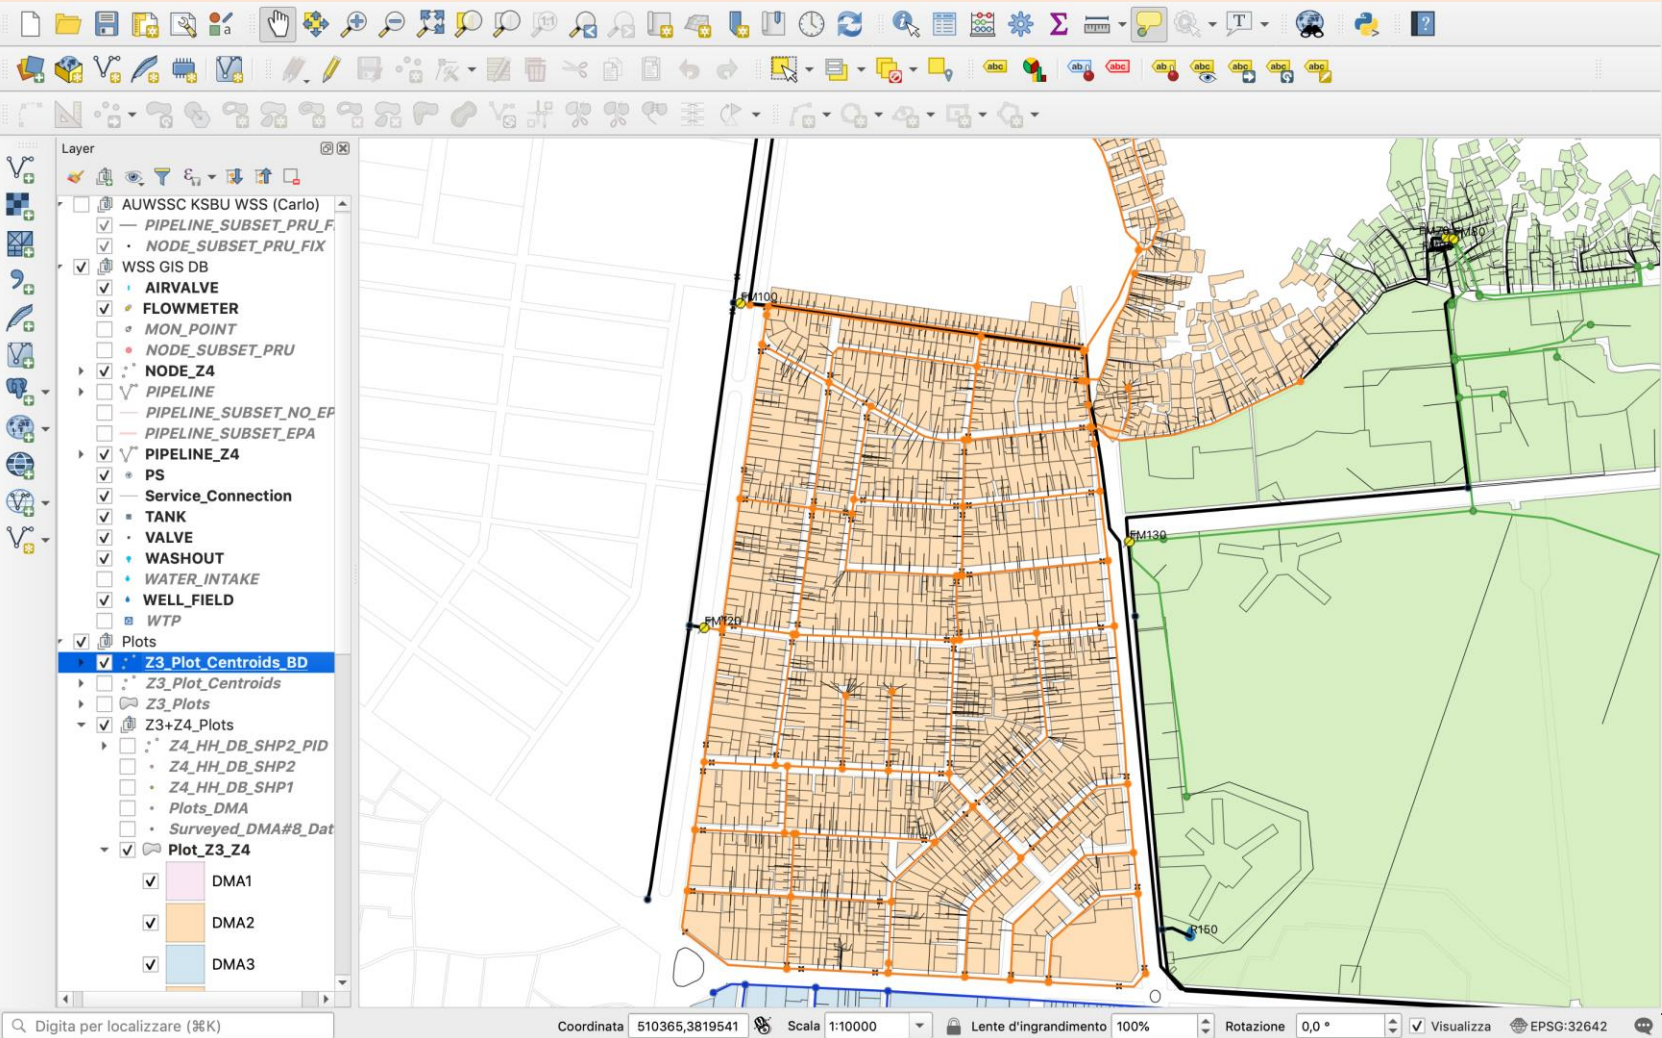 Layer
AUWSSC KSBU WSS (Carlo)
PIPELINE_SUBSET_PRU_F
NODE_SUBSET_PRU_FIX
WSS GIS DB
AIRVALVE
FLOWMETER
MON_POINT
NODE_SUBSET_PRU
NODE_Z4
PIPELINE
PIPELINE_SUBSET_NO_EP
PIPELINE_SUBSET_EPA
PIPELINE_Z4
PS
Service_Connection
TANK
VALVE
WASHOUT
WATER_INTAKE
WELL_FIELD
WTP
Plots
Z3_Plot_Centroids_BD
Z3_Plot_Centroids
Z3_Plots
Z3+Z4_Plots
Z4_HH_DB_SHP2_PID
Z4_HH_DB_SHP2
Z4_HH_DB_SHP1
Plots_DMA
Surveyed_DMA#8_Dat
Plot_Z3_Z4
DMA1
DMA2
DMA3
FM100
FM120
FM130
R150
Digita per localizzare (⌘K)
Coordinata 510365,3819541 Scala 1:10000 Lente d'ingrandimento 100% Rotazione 0,0 ° Visualizza EPSG:32642